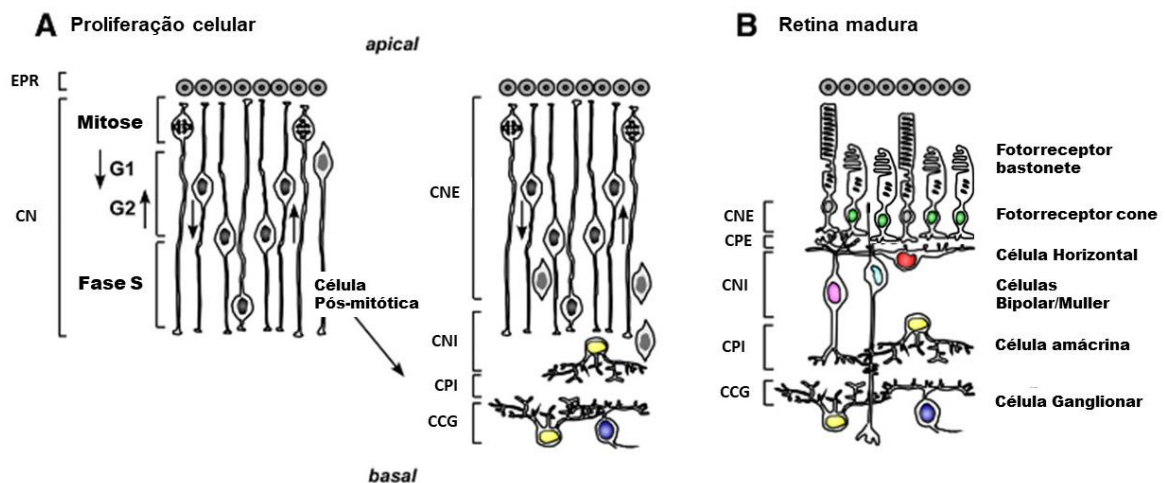 A Proliferação celular
apical
EPR
CN
Mitose
G1
G2
Fase S
Célula
Pós-mitótica
CNE
CNI
CPI
CCG
basal
B Retina madura
CNE
CPE
CNI
CPI
CCG
Fotorreceptor
bastonete
Fotorreceptor cone
Célula Horizontal
Células
Bipolar/Muller
Célula amácrina
Célula Ganglionar